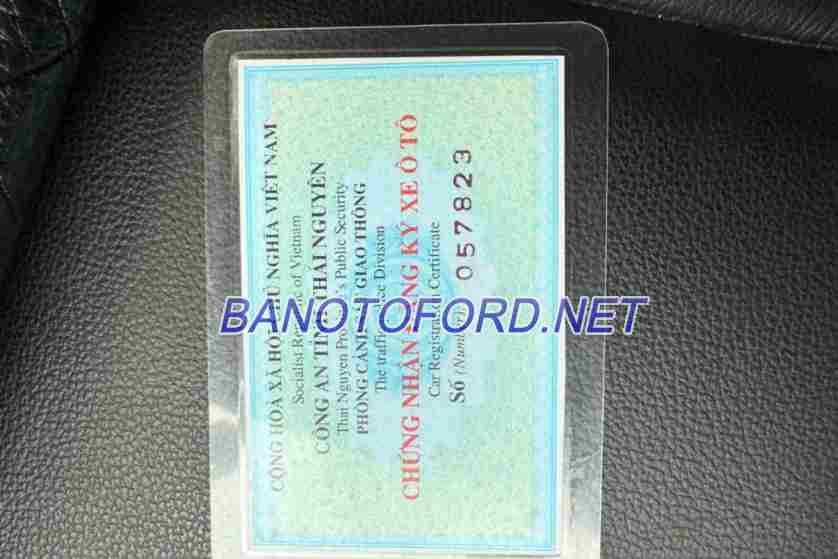 CỘNG HOÀ XÃ HỘI CHỦ NGHĨA VIỆT NAM
Socialist Republic of Vietnam
CÔNG AN TỈNH THÁI NGUYÊN
Thai Nguyen Province's Public Security
PHÒNG CẢNH SÁT GIAO THÔNG
The traffic Police Division
CHỨNG NHẬN ĐĂNG KÝ XE Ô TÔ
Car Registration Certificate
Số (Number): 057823
BANOTOFORD.NET